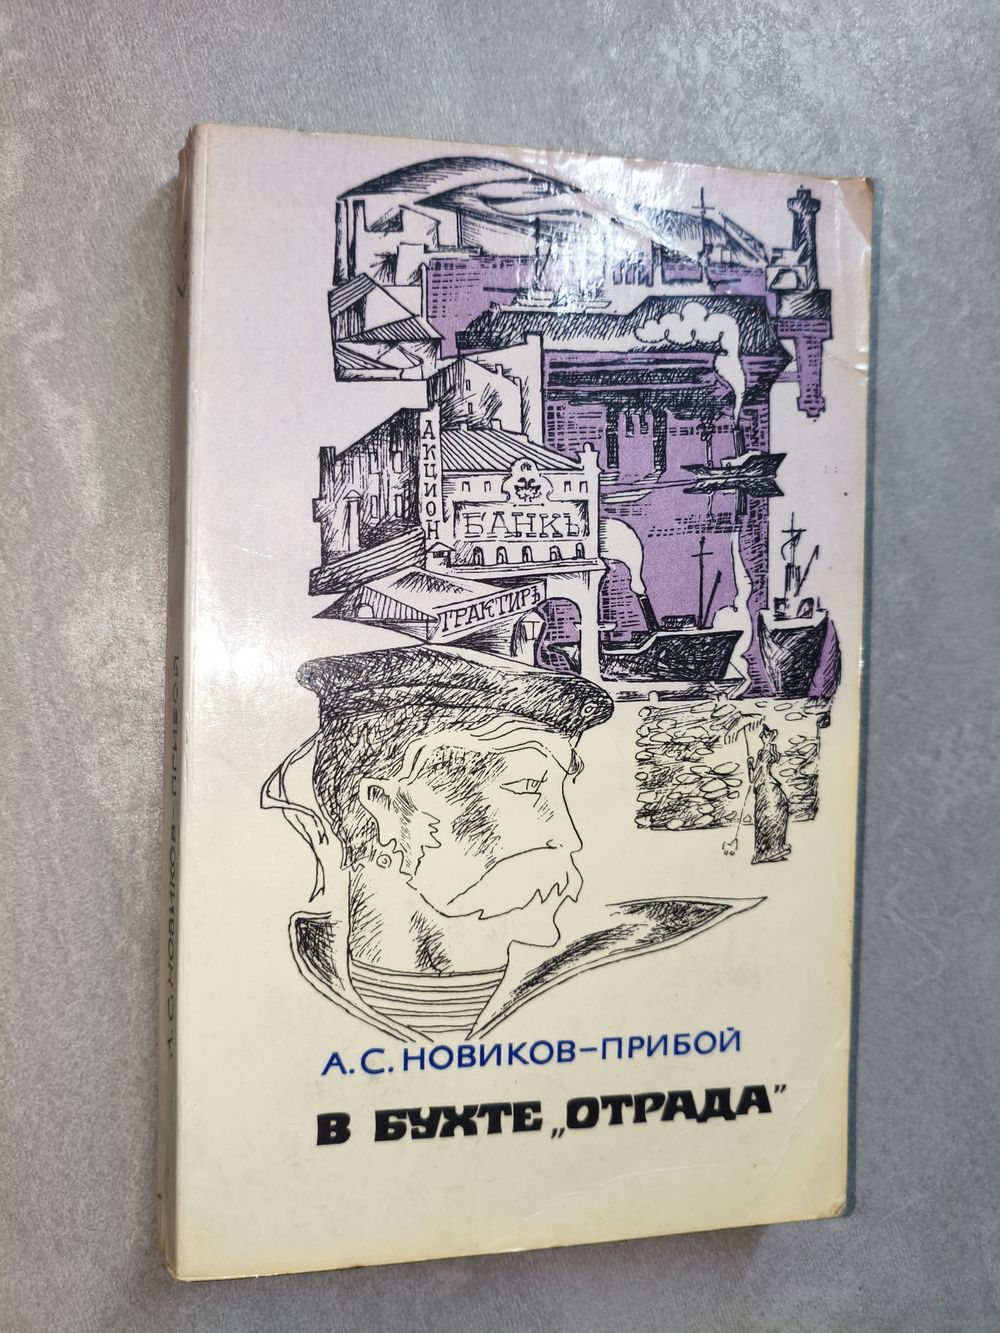 АКЦИОН
БАНКЪ
ТРАКТИРЪ
А.С. НОВИКОВ-ПРИБОЙ
В БУХТЕ „ОТРАДА”
А.С. НОВИКОВ-ПРИБОЙ